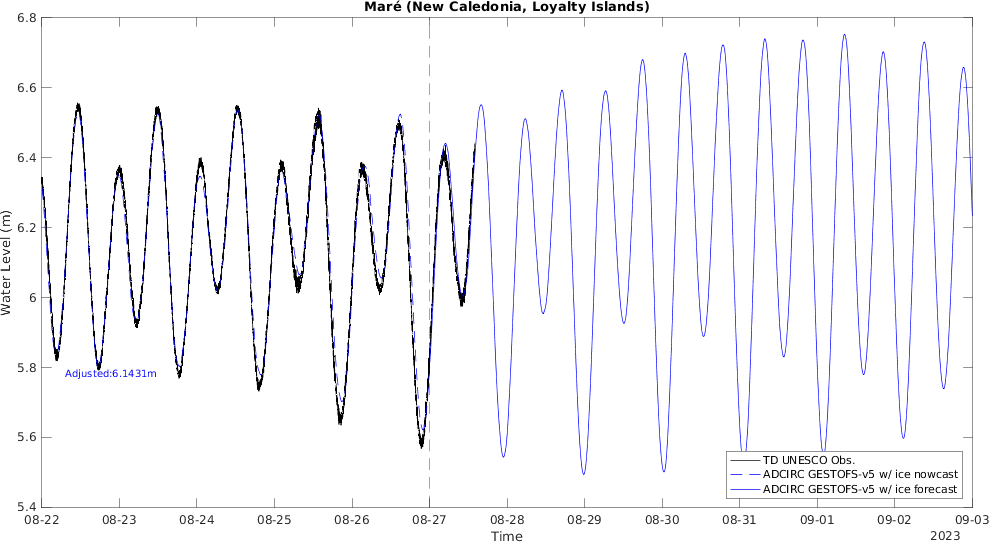 Maré (New Caledonia, Loyalty Islands)
6.8
6.6
6.4
6.2
6
5.8
5.6
5.4
Water Level (m)
Adjusted:6.1431m
TD UNESCO Obs.
ADCIRC GESTOFS-v5 w/ ice nowcast
ADCIRC GESTOFS-v5 w/ ice forecast
08-22 08-23 08-24 08-25 08-26 08-27 08-28 08-29 08-30 08-31 09-01 09-02 09-03
Time
2023